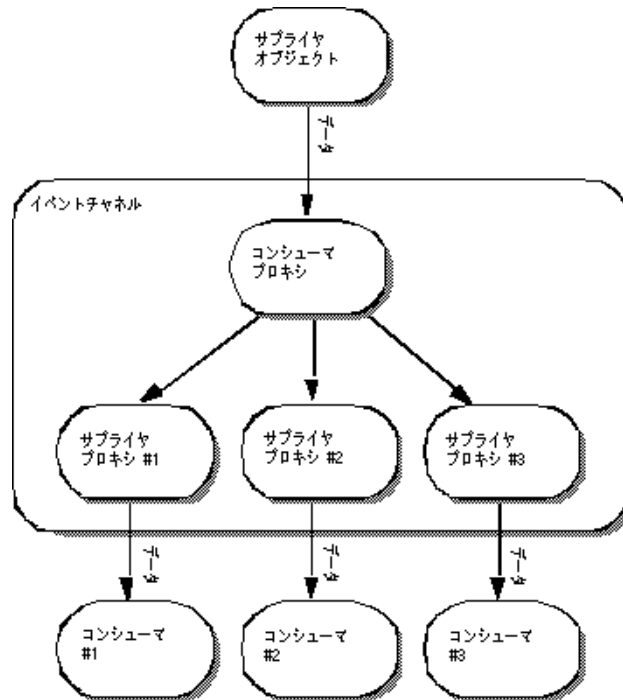 サプライヤ
オブジェクト
データ
イベントチャネル
コンシューマ
プロキシ
サプライヤ
プロキシ #1
サプライヤ
プロキシ #2
サプライヤ
プロキシ #3
データ
データ
データ
コンシューマ
#1
コンシューマ
#2
コンシューマ
#3